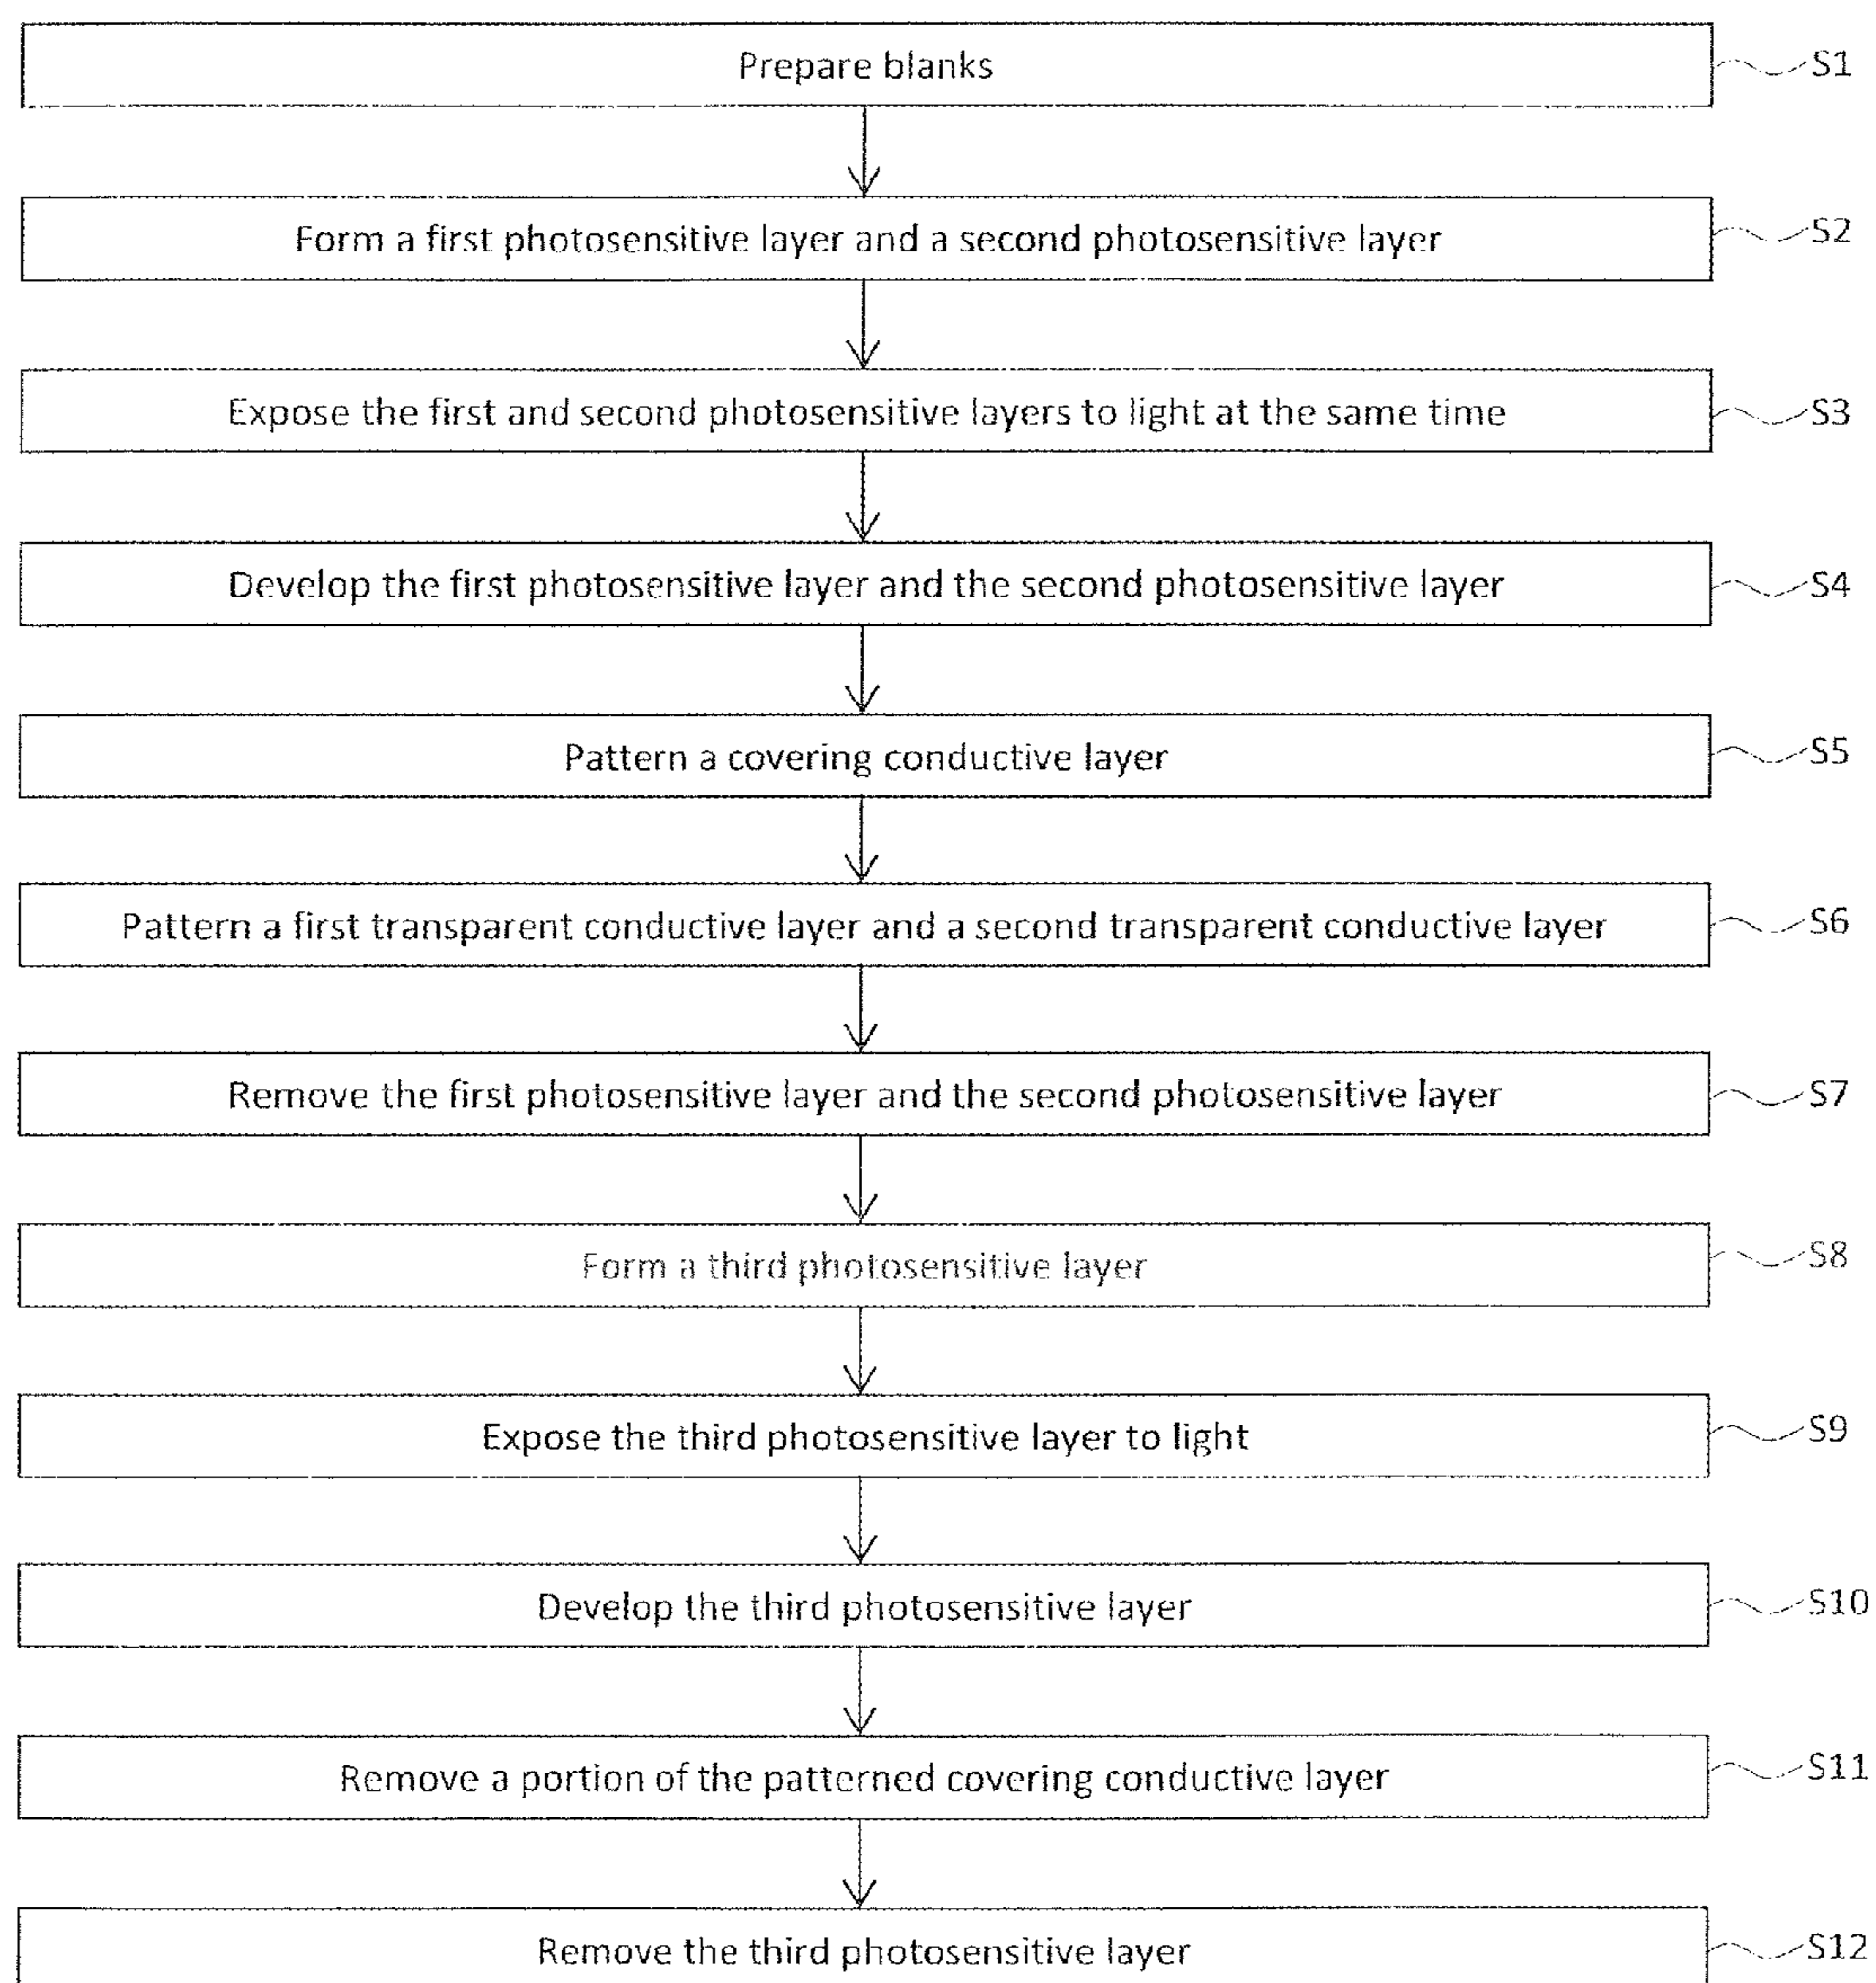 Prepare blanks S1
Form a first photosensitive layer and a second photosensitive layer S2
Expose the first and second photosensitive layers to light at the same time S3
Develop the first photosensitive layer and the second photosensitive layer S4
Pattern a covering conductive layer S5
Pattern a first transparent conductive layer and a second transparent conductive layer S6
Remove the first photosensitive layer and the second photosensitive layer S7
Form a third photosensitive layer S8
Expose the third photosensitive layer to light S9
Develop the third photosensitive layer S10
Remove a portion of the patterned covering conductive layer S11
Remove the third photosensitive layer S12